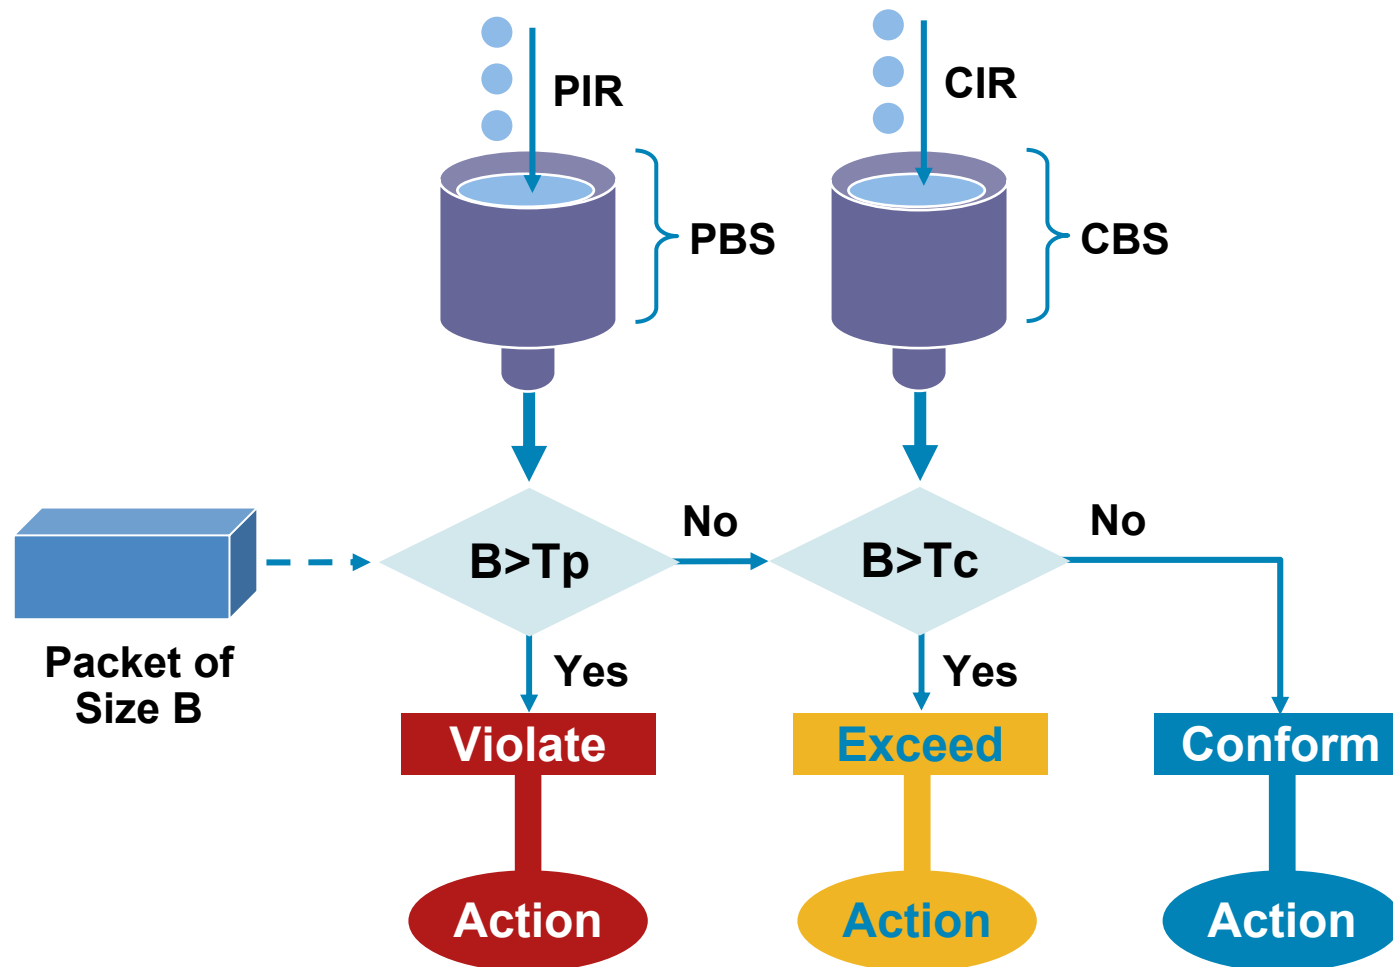 PIR
CIR
PBS
CBS
B>Tp
No
B>Tc
No
Packet of
Size B
Yes
Yes
Violate
Exceed
Conform
Action
Action
Action